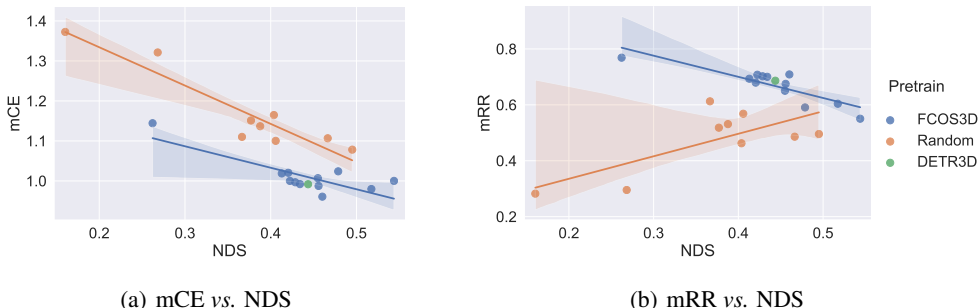 1.4
1.3
1.2
1.1
1.0
mCE
0.2 0.3 0.4 0.5
NDS
(a) mCE vs. NDS
0.8
0.6
0.4
0.2
mRR
0.2 0.3 0.4 0.5
NDS
(b) mRR vs. NDS
Pretrain
FCOS3D
Random
DETR3D